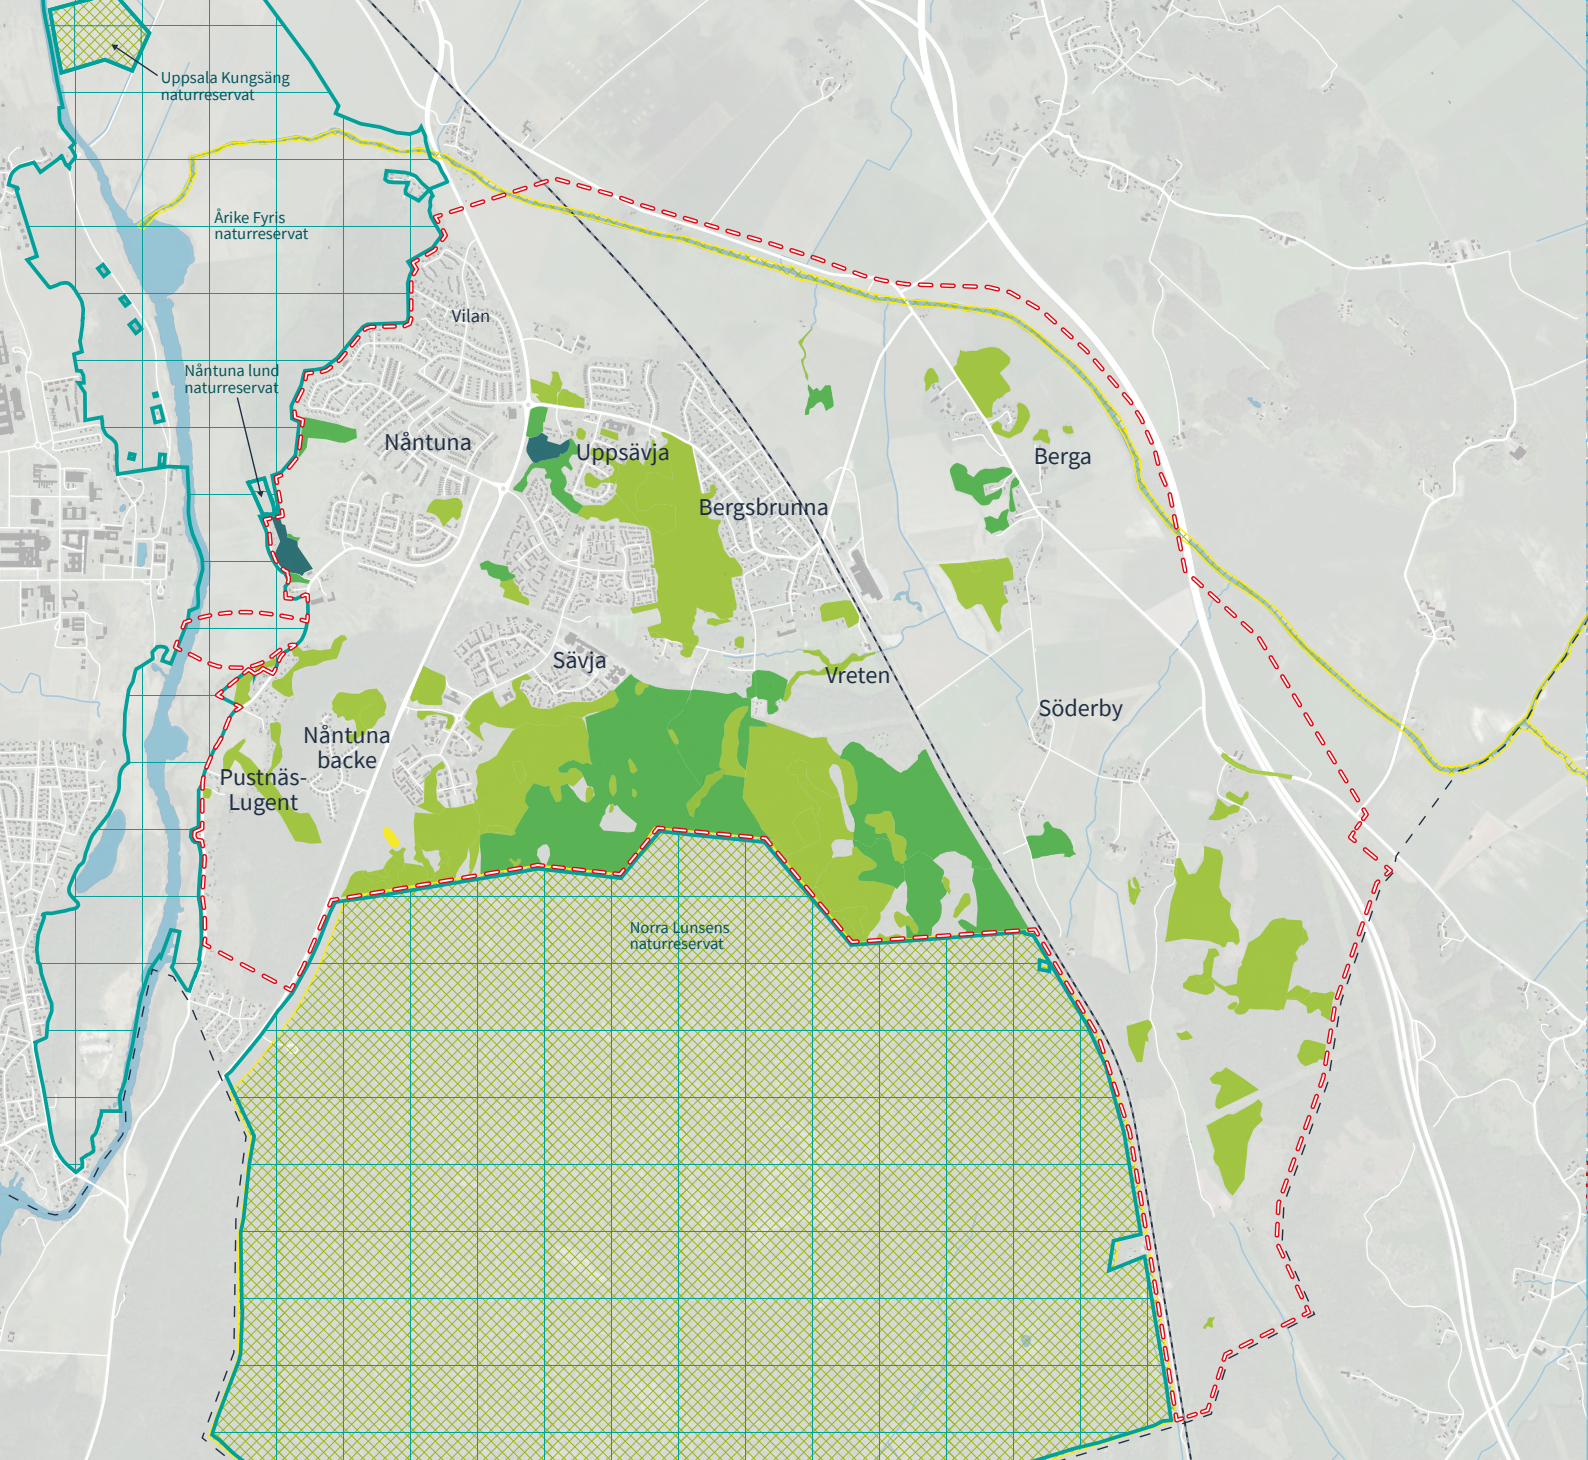 Uppsala Kungsäng
naturreservat
Årike Fyris
naturreservat
Vilan
Nåntuna lund
naturreservat
Nåntuna
Uppsävja
Berga
Bergsbrunna
Sävja
Vreten
Söderby
Nåntuna
backe
Pustnäs-
Lugent
Norra Lunsens
naturreservat